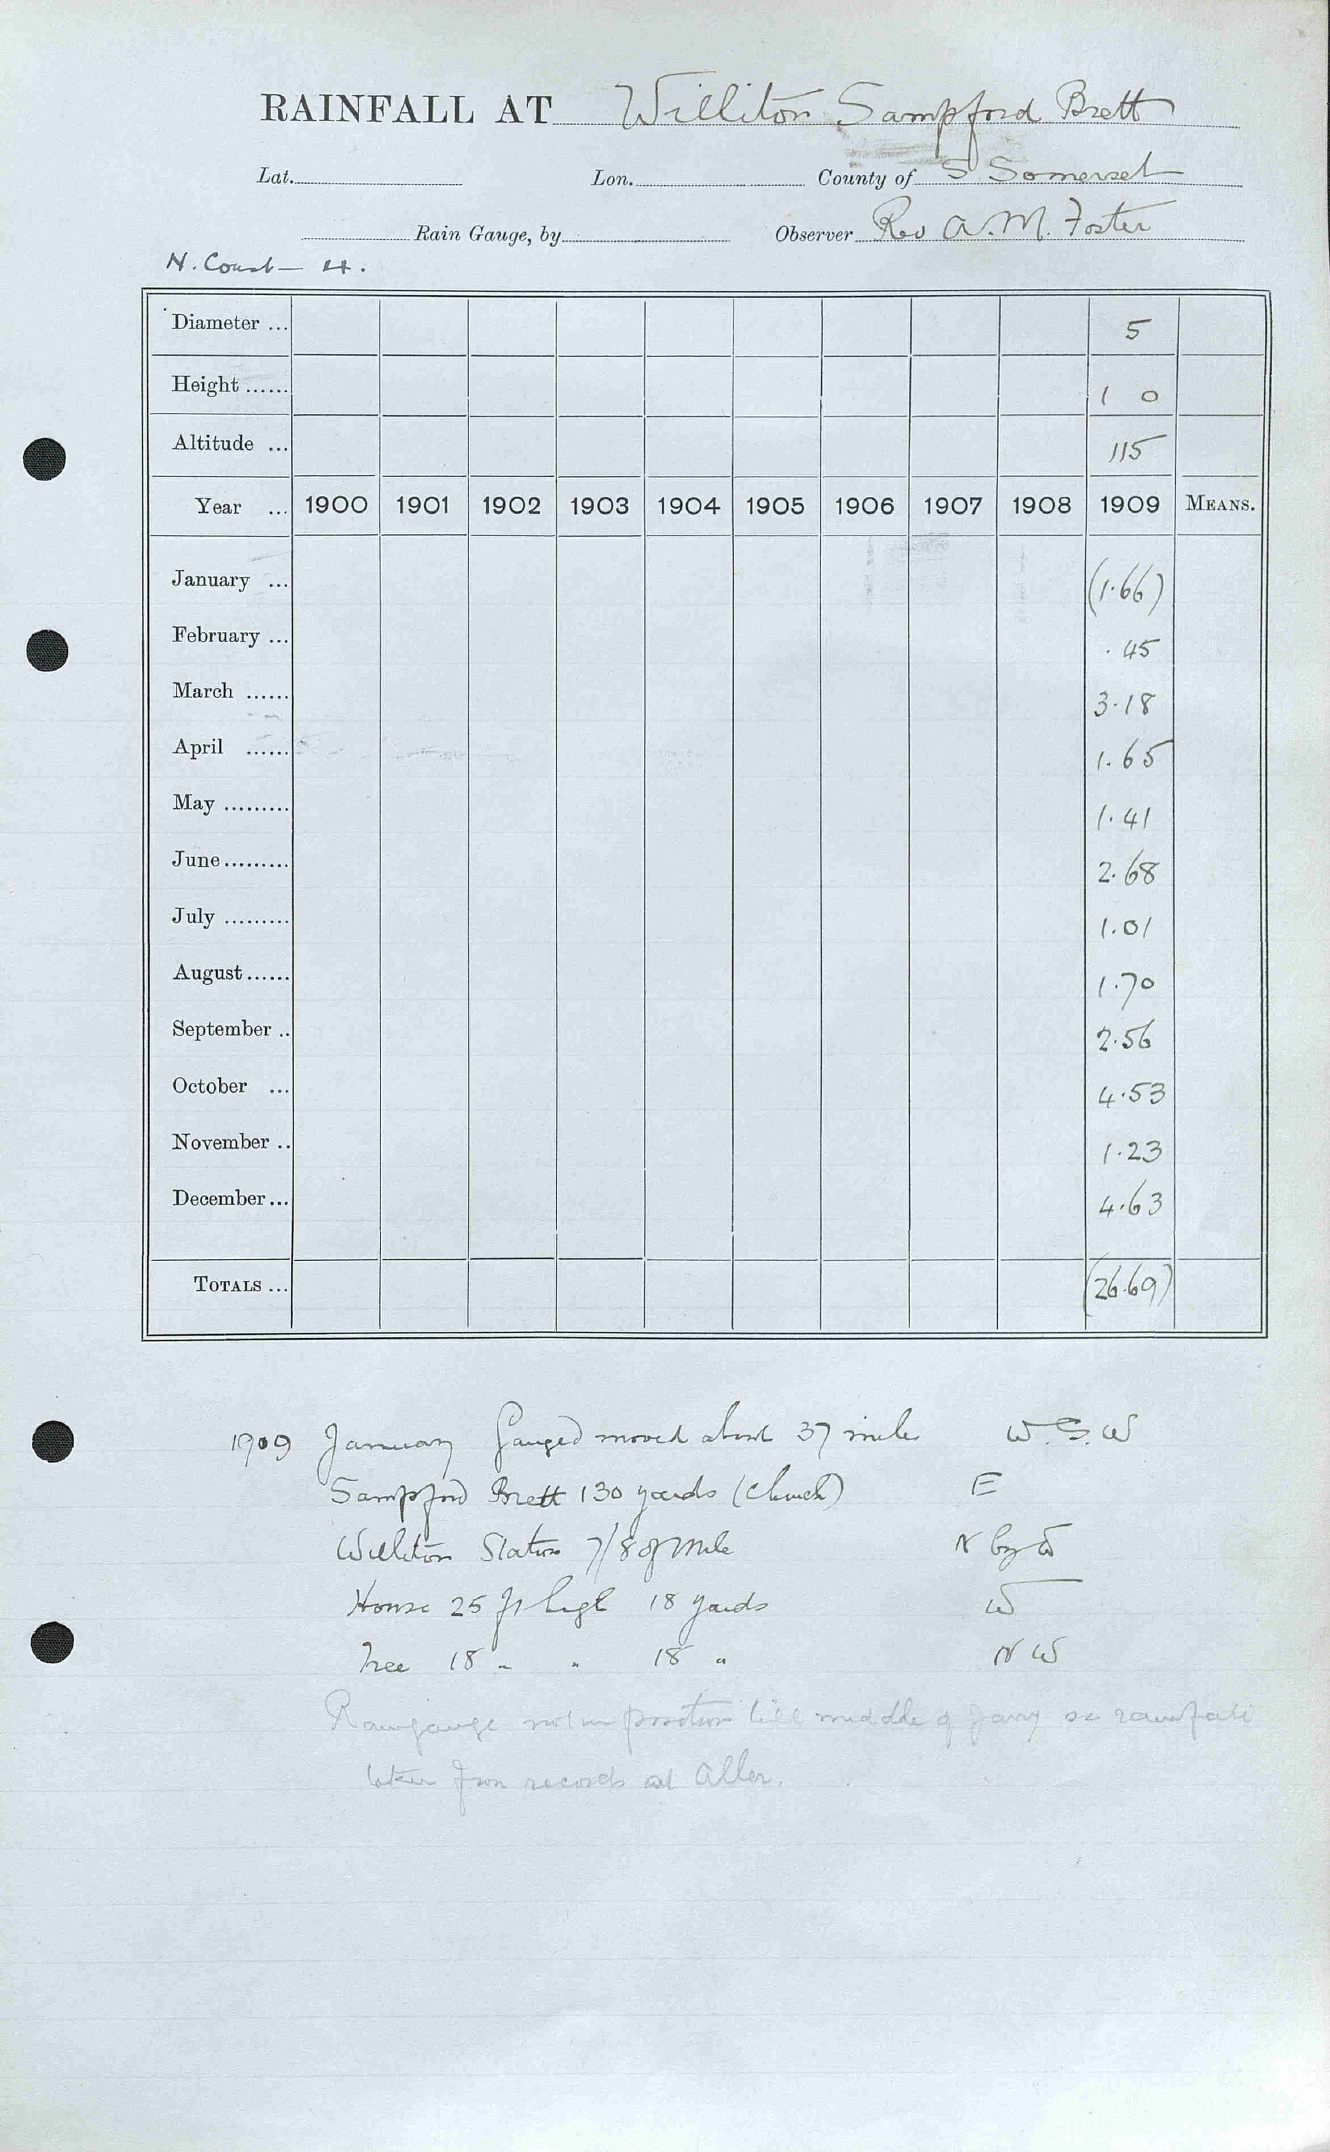 RAINFALL AT Williton Sampford Brett
Lat. Lon. County of S Somerset
Rain Gauge, by Observer Rev A. M. Foster
N. Coast — 4.
Diameter ... 5
Height ...... 1 0
Altitude ... 115
Year ... 1900 1901 1902 1903 1904 1905 1906 1907 1908 1909 MEANS.
January ... (1.66)
February ... .45
March ...... 3.18
April ...... 1.65
May ......... 1.41
June ......... 2.68
July ......... 1.01
August ...... 1.70
September .. 2.56
October ... 4.53
November .. 1.23
December ... 4.63
TOTALS ... (26.69)
1909 January Gauged moved about 37 miles W.S.W
Sampford Brett 130 yards (Church) E
Williton Station 7/8 of mile N by W
House 25 ft high 18 yards W
Tree 18 " " 18 " N W
Raingauge not in position till middle of Jany so rainfall
taken from records at Aller.